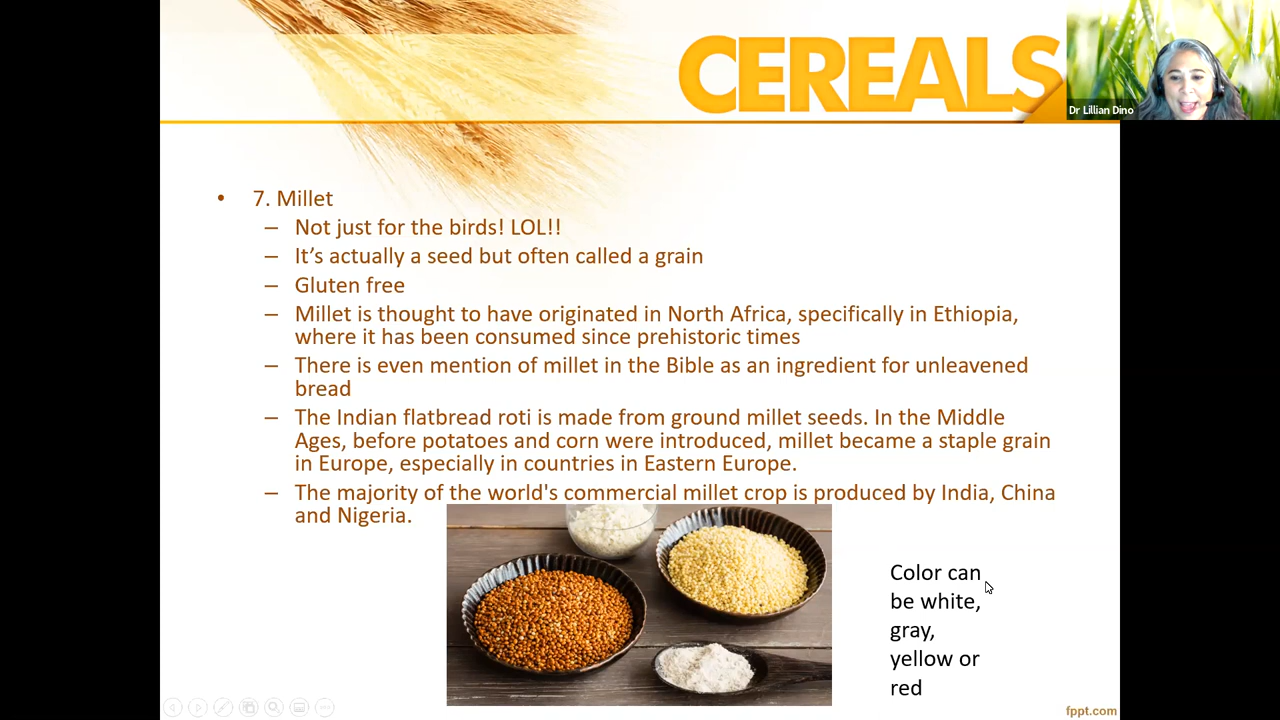 CEREALS
Dr Lillian Dino
• 7. Millet
– Not just for the birds! LOL!!
– It’s actually a seed but often called a grain
– Gluten free
– Millet is thought to have originated in North Africa, specifically in Ethiopia,
where it has been consumed since prehistoric times
– There is even mention of millet in the Bible as an ingredient for unleavened
bread
– The Indian flatbread roti is made from ground millet seeds. In the Middle
Ages, before potatoes and corn were introduced, millet became a staple grain
in Europe, especially in countries in Eastern Europe.
– The majority of the world's commercial millet crop is produced by India, China
and Nigeria.
Color can
be white,
gray,
yellow or
red
fppt.com